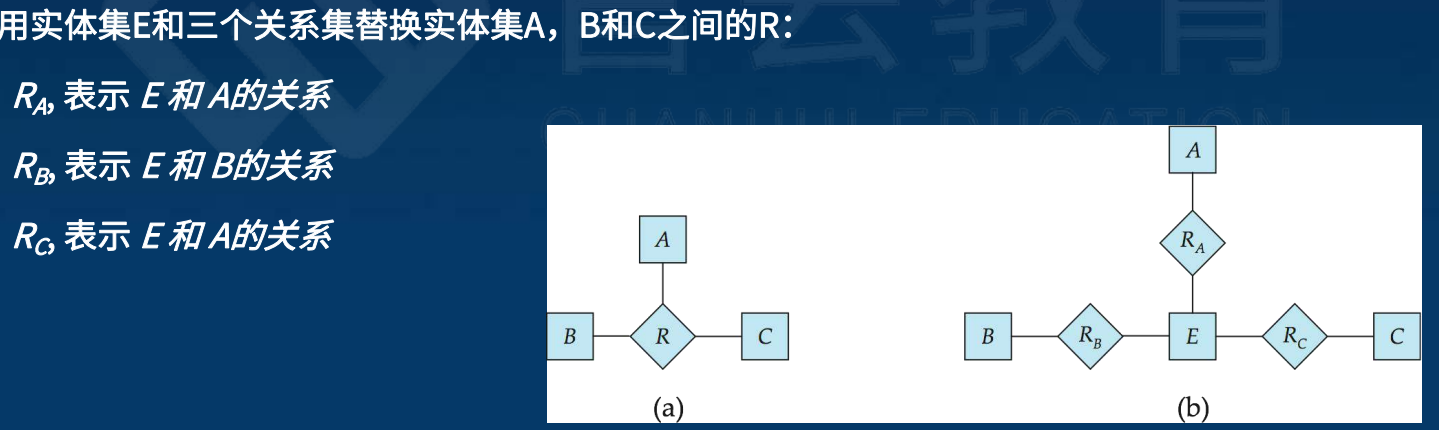 用实体集E和三个关系集替换实体集A，B和C之间的R：
R_A, 表示 E 和 A的关系
R_B, 表示 E 和 B的关系
R_C, 表示 E 和 A的关系
A
B R C
(a)
A
R_A
B R_B E R_C C
(b)